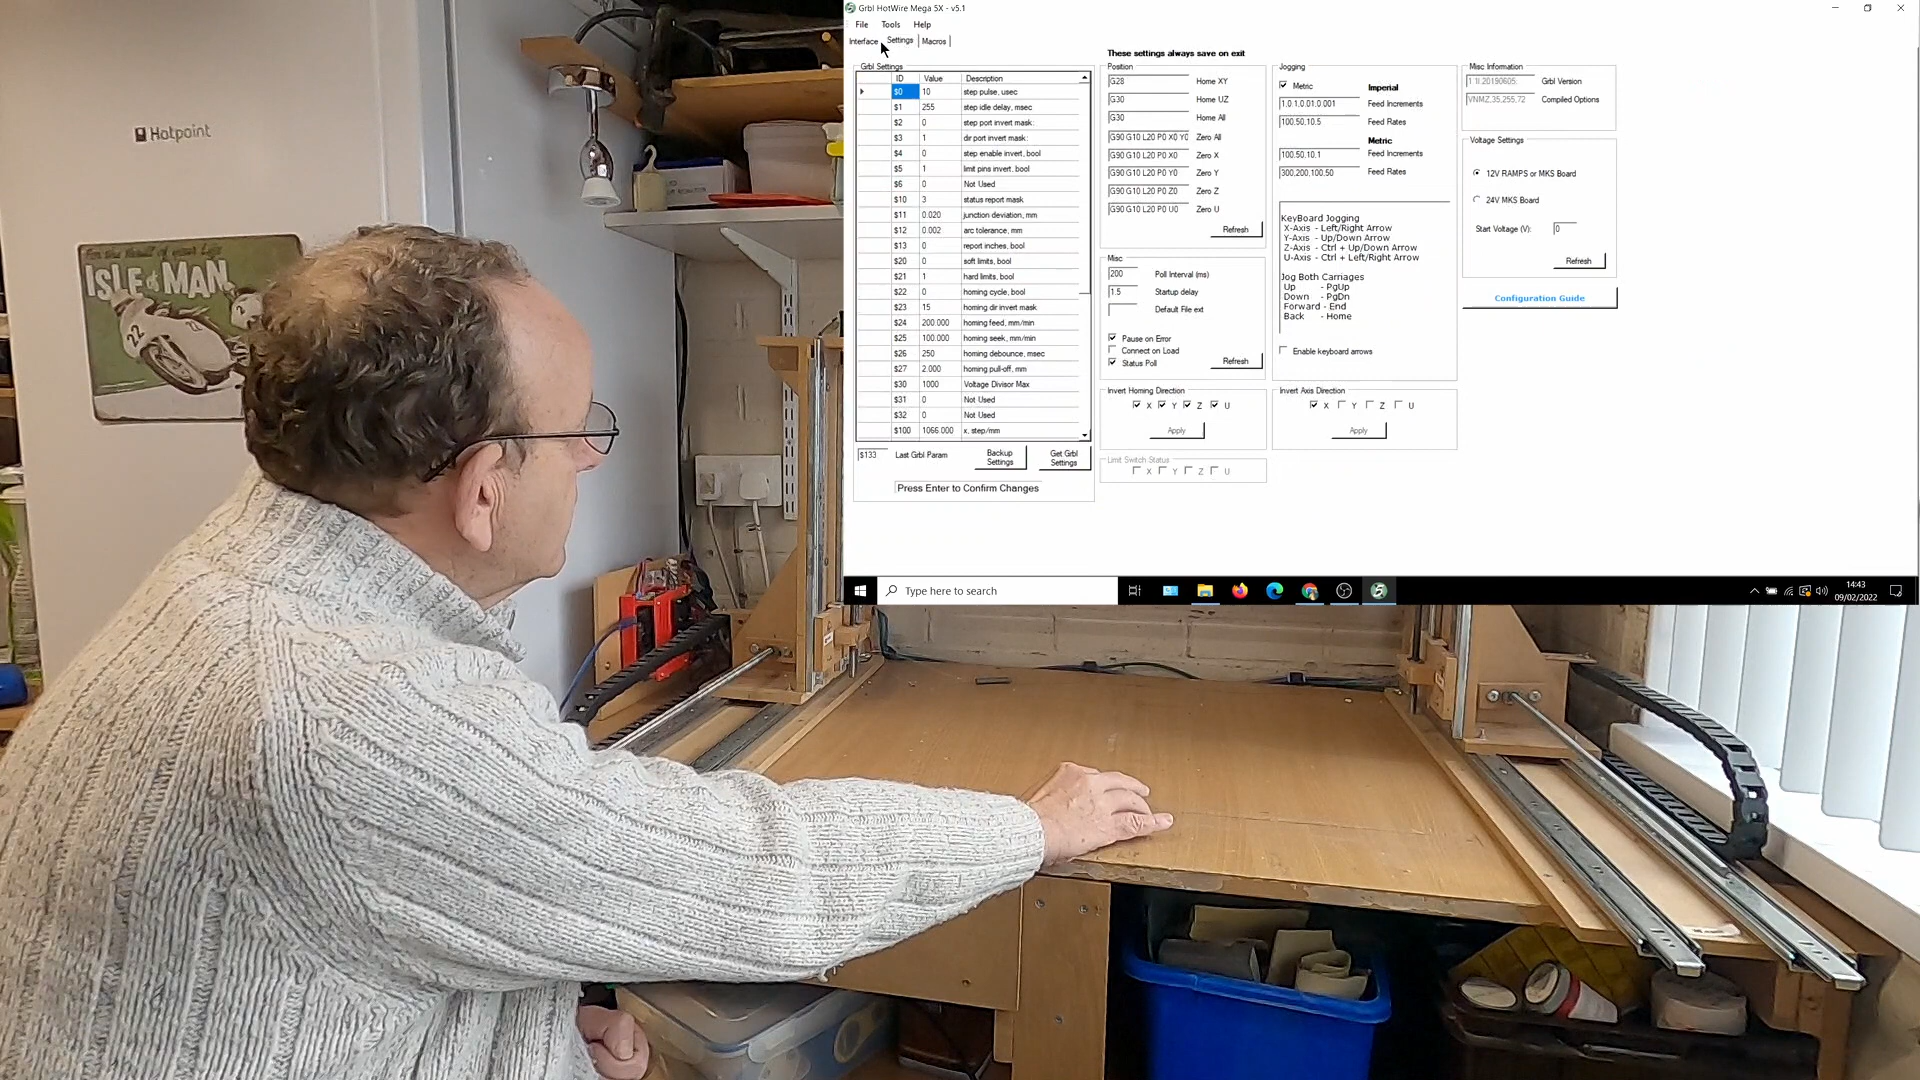 Hotpoint
ISLE of MAN
22
Grbl HotWire Mega 5X - v5.1
File Tools Help
Interface Settings Macros
These settings always save on exit
Grbl Settings
ID Value Description
$0 10 step pulse, usec
$1 255 step idle delay, msec
$2 0 step port invert mask:
$3 1 dir port invert mask:
$4 0 step enable invert, bool
$5 1 limit pins invert, bool
$6 0 Not Used
$10 3 status report mask
$11 0.020 junction deviation, mm
$12 0.002 arc tolerance, mm
$13 0 report inches, bool
$20 0 soft limits, bool
$21 1 hard limits, bool
$22 0 homing cycle, bool
$23 15 homing dir invert mask
$24 200.000 homing feed, mm/min
$25 100.000 homing seek, mm/min
$26 250 homing debounce, msec
$27 2.000 homing pull-off, mm
$30 1000 Voltage Divisor Max
$31 0 Not Used
$32 0 Not Used
$100 1066.000 x, step/mm
$133 Last Grbl Param
Backup Settings
Get Grbl Settings
Press Enter to Confirm Changes
Position
G28 Home XY
G30 Home UZ
G30 Home All
G90 G10 L20 P0 X0 Y0 Zero All
G90 G10 L20 P0 X0 Zero X
G90 G10 L20 P0 Y0 Zero Y
G90 G10 L20 P0 Z0 Zero Z
G90 G10 L20 P0 U0 Zero U
Refresh
Misc
200 Poll Interval (ms)
1.5 Startup delay
Default File ext
Pause on Error
Connect on Load
Status Poll
Refresh
Invert Homing Direction
X Y Z U
Apply
Limit Switch Status
X Y Z U
Jogging
Metric
Imperial
1,0.1,0.01,0.001 Feed Increments
100,50,10,5 Feed Rates
Metric
100,50,10,1 Feed Increments
300,200,100,50 Feed Rates
KeyBoard Jogging
X-Axis - Left/Right Arrow
Y-Axis - Up/Down Arrow
Z-Axis - Ctrl + Up/Down Arrow
U-Axis - Ctrl + Left/Right Arrow
Jog Both Carriages
Up - PgUp
Down - PgDn
Forward - End
Back - Home
Enable keyboard arrows
Invert Axis Direction
X Y Z U
Apply
Misc Information
Grbl Version
VNMZ,35,255,72 Compiled Options
Voltage Settings
12V RAMPS or MKS Board
24V MKS Board
Start Voltage (V): 0
Refresh
Configuration Guide
Type here to search
14:43
09/02/2022